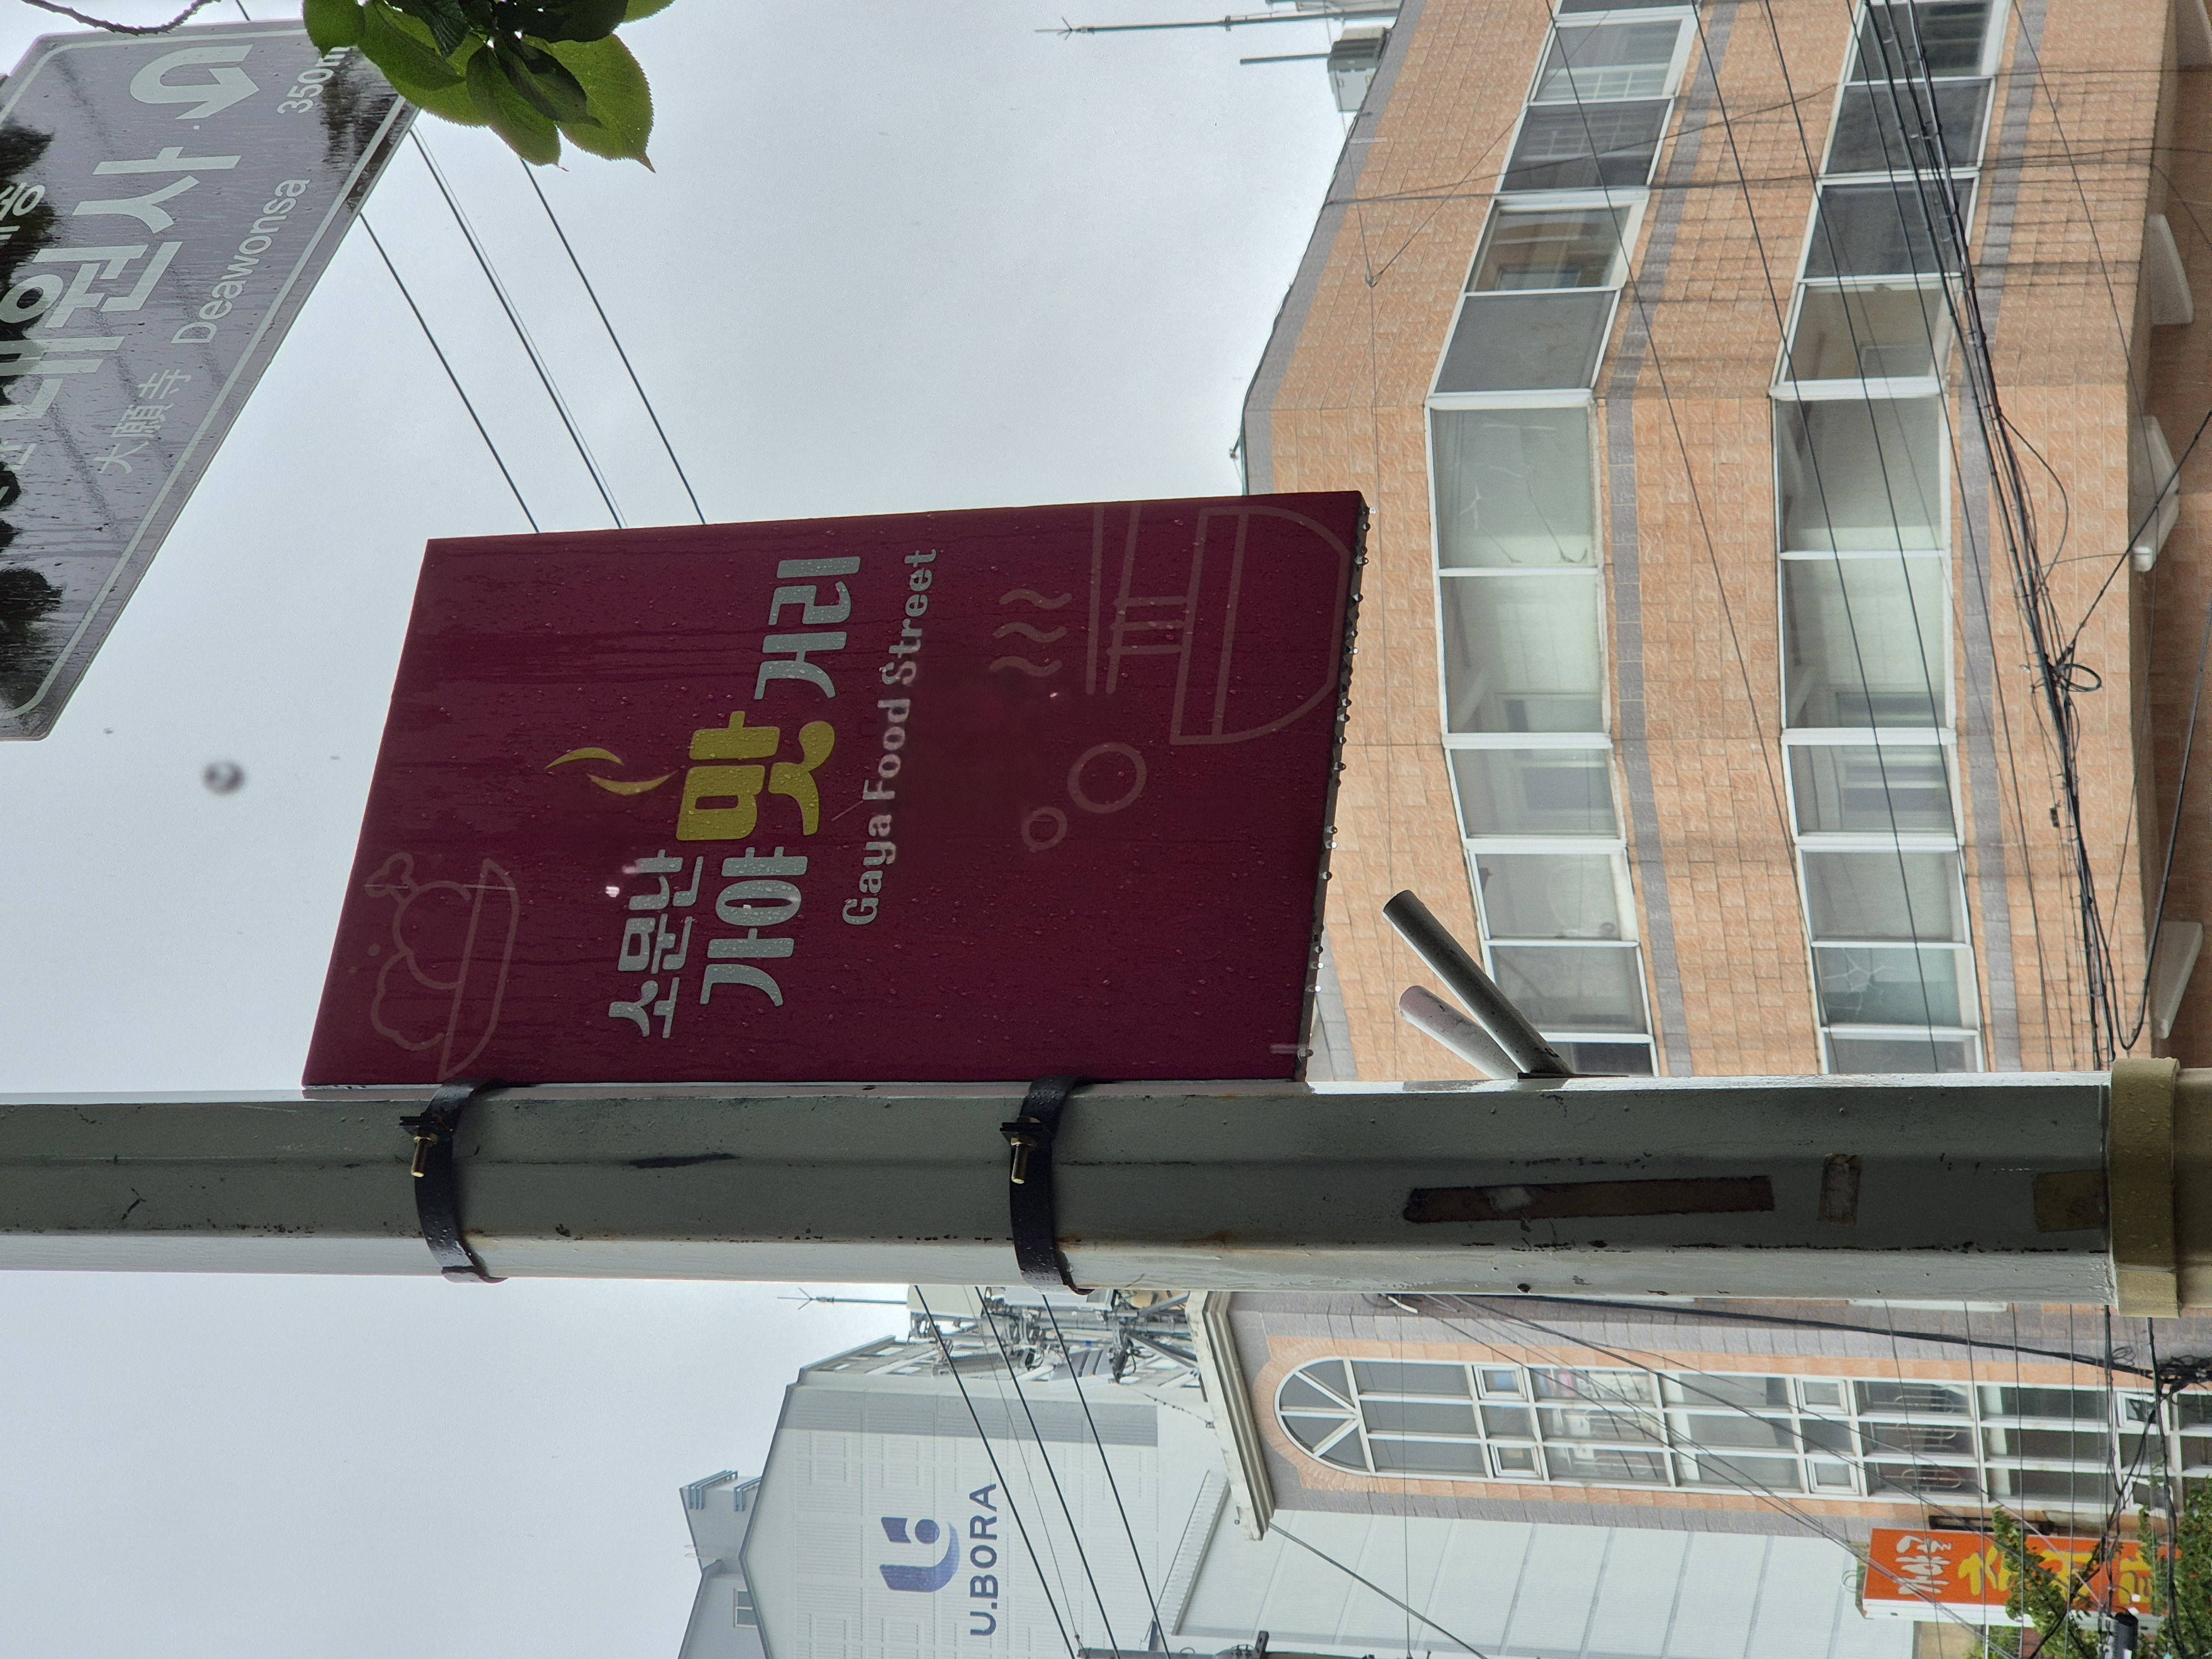 소문난
가야 맛 거리
Gaya Food Street
대원사
大願寺 Deawonsa
350m
U.BORA